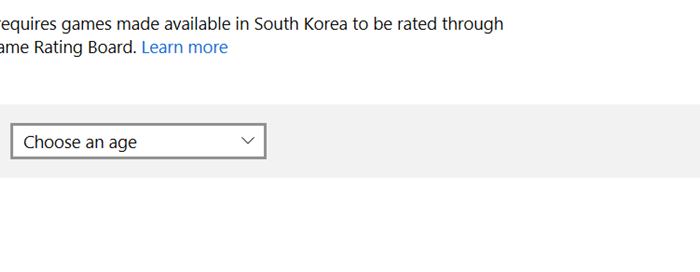 requires games made available in South Korea to be rated through
ame Rating Board. Learn more
Choose an age